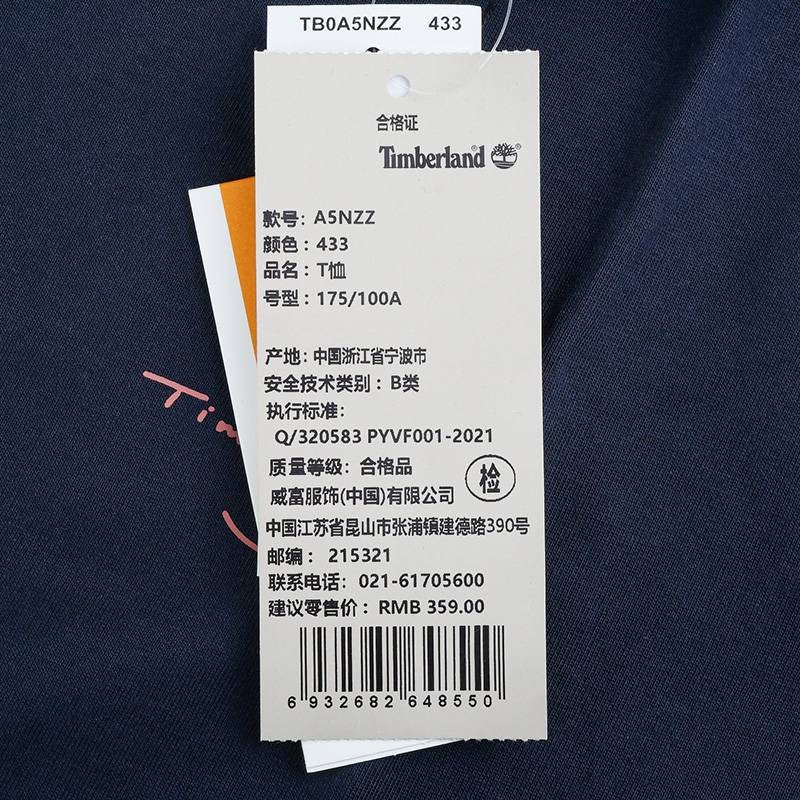 TB0A5NZZ 433
合格证
Timberland
款号: A5NZZ
颜色: 433
品名: T恤
号型: 175/100A
产地: 中国浙江省宁波市
安全技术类别: B类
执行标准:
Q/320583 PYVF001-2021
质量等级: 合格品
检
威富服饰(中国)有限公司
中国江苏省昆山市张浦镇建德路390号
邮编: 215321
联系电话: 021-61705600
建议零售价: RMB 359.00
6 932682 648550
Tim